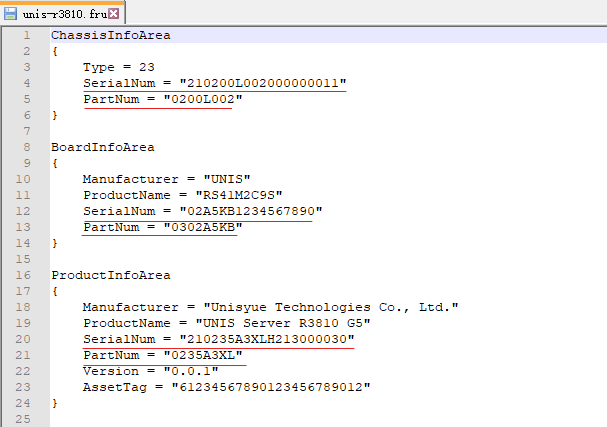 unis-r3810.fru
1 ChassisInfoArea
2 {
3 Type = 23
4 SerialNum = "210200L002000000011"
5 PartNum = "0200L002"
6 }
7
8 BoardInfoArea
9 {
10 Manufacturer = "UNIS"
11 ProductName = "RS41M2C9S"
12 SerialNum = "02A5KB1234567890"
13 PartNum = "0302A5KB"
14 }
15
16 ProductInfoArea
17 {
18 Manufacturer = "Unisyue Technologies Co., Ltd."
19 ProductName = "UNIS Server R3810 G5"
20 SerialNum = "210235A3XLH213000030"
21 PartNum = "0235A3XL"
22 Version = "0.0.1"
23 AssetTag = "61234567890123456789012"
24 }
25